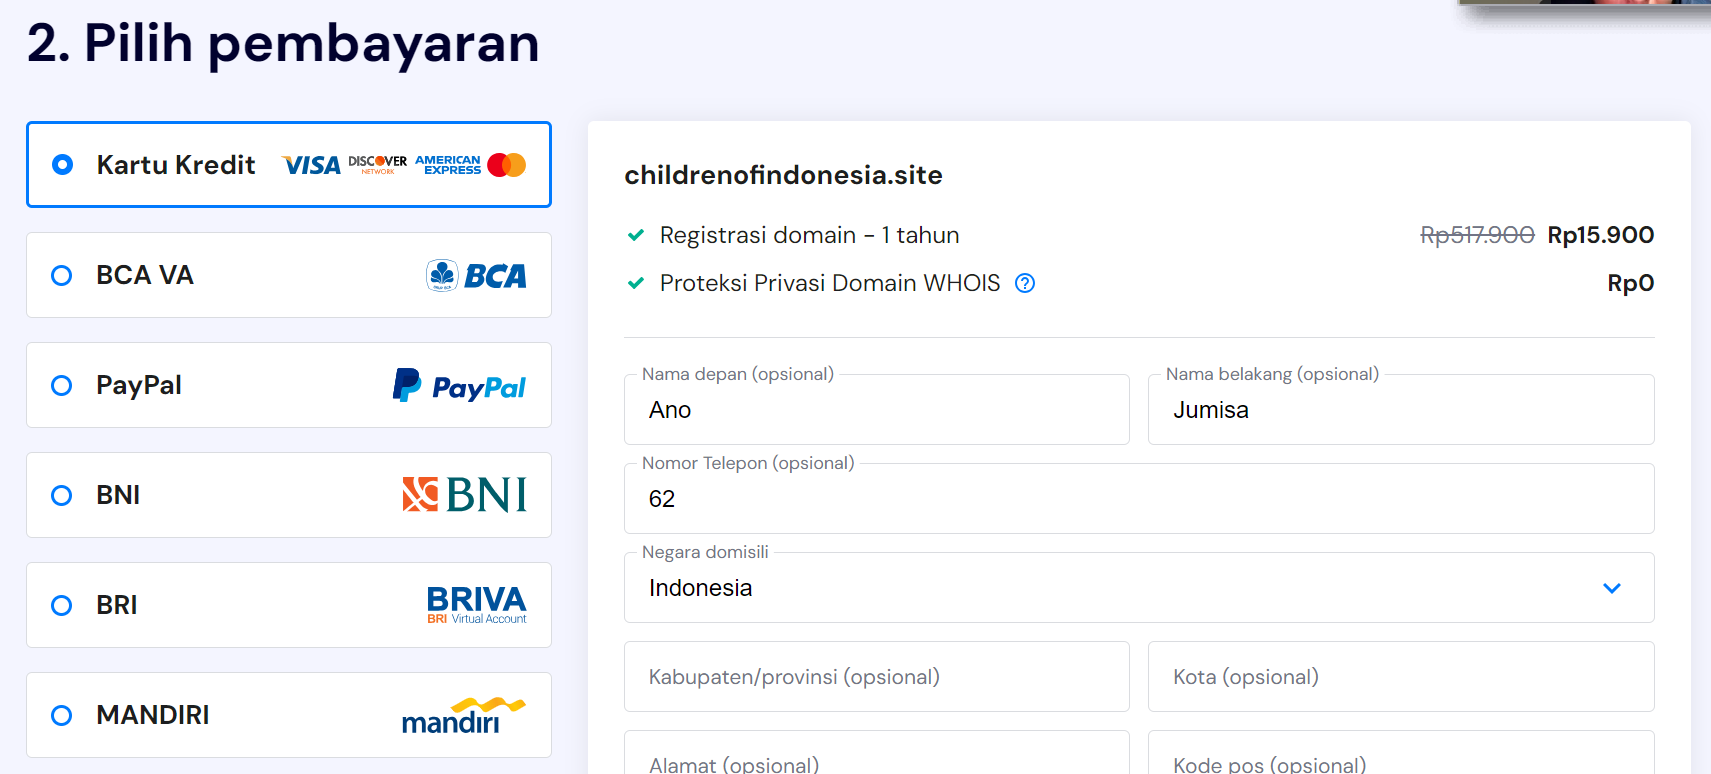 2. Pilih pembayaran
Kartu Kredit VISA DISCOVER NETWORK AMERICAN EXPRESS
BCA VA BCA
PayPal PayPal
BNI BNI
BRI BRIVA BRI Virtual Account
MANDIRI mandiri
childrenofindonesia.site
Registrasi domain - 1 tahun Rp517.900 Rp15.900
Proteksi Privasi Domain WHOIS ? Rp0
Nama depan (opsional) Nama belakang (opsional)
Ano Jumisa
Nomor Telepon (opsional)
62
Negara domisili
Indonesia
Kabupaten/provinsi (opsional) Kota (opsional)
Alamat (opsional) Kode pos (opsional)